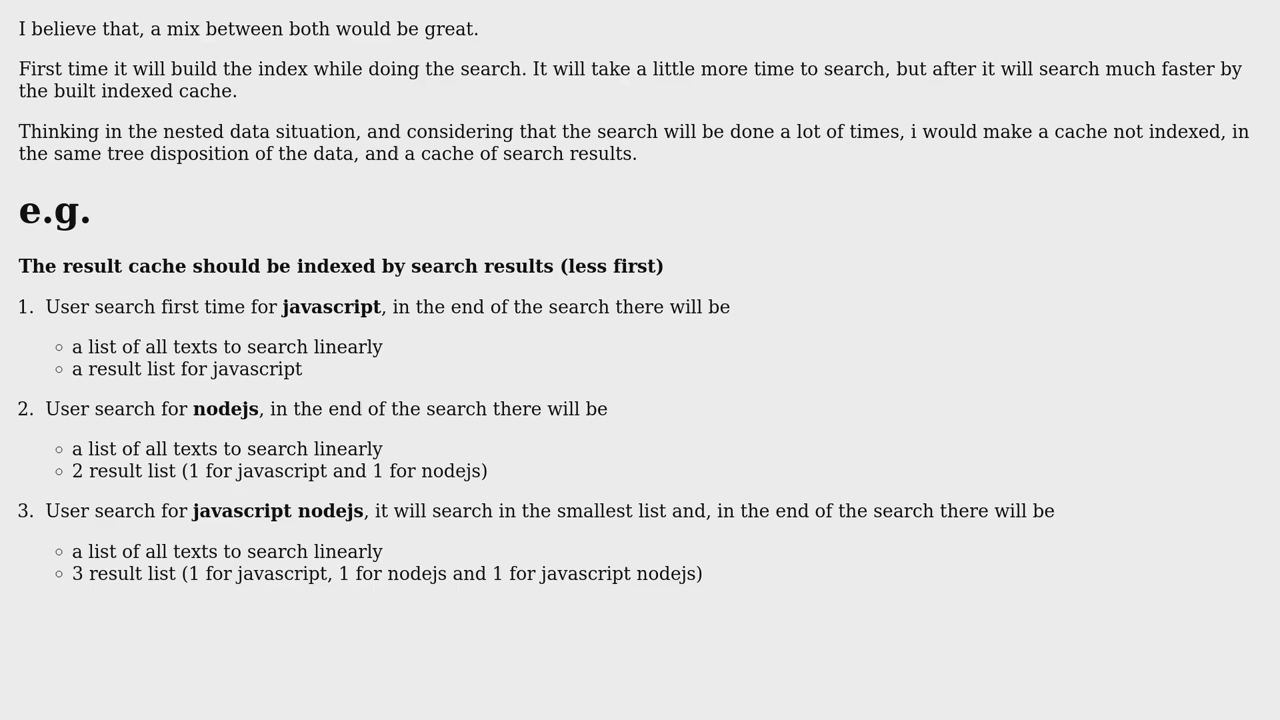 I believe that, a mix between both would be great.
First time it will build the index while doing the search. It will take a little more time to search, but after it will search much faster by
the built indexed cache.
Thinking in the nested data situation, and considering that the search will be done a lot of times, i would make a cache not indexed, in
the same tree disposition of the data, and a cache of search results.
e.g.
The result cache should be indexed by search results (less first)
1. User search first time for javascript, in the end of the search there will be
◦ a list of all texts to search linearly
◦ a result list for javascript
2. User search for nodejs, in the end of the search there will be
◦ a list of all texts to search linearly
◦ 2 result list (1 for javascript and 1 for nodejs)
3. User search for javascript nodejs, it will search in the smallest list and, in the end of the search there will be
◦ a list of all texts to search linearly
◦ 3 result list (1 for javascript, 1 for nodejs and 1 for javascript nodejs)